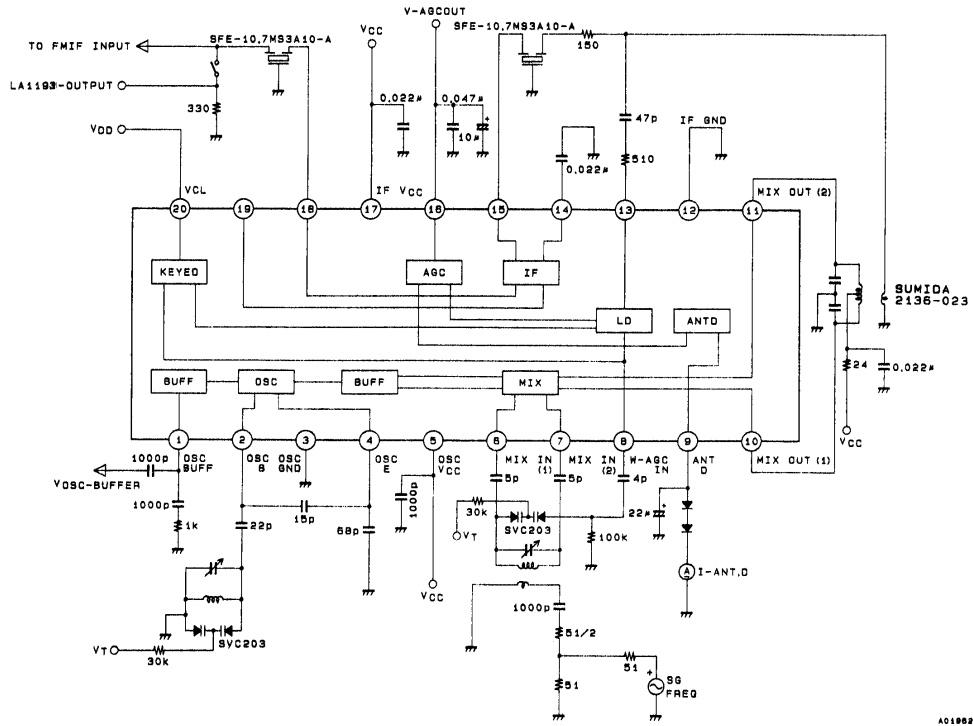 V-AGCOUT
SFE-10.7MS3A10-A
VCC
SFE-10.7MS3A10-A
150
TO FMIF INPUT
LA1193-OUTPUT
330
0.022μ
0.047μ
10μ
47p
IF GND
VDD
0.022μ
510
VCL
IF VCC
MIX OUT (2)
20
19
18
17
16
15
14
13
12
11
KEYED
AGC
IF
SUMIDA
2136-023
LD
ANTD
BUFF
OSC
BUFF
MIX
24
0.022μ
1
2
3
4
5
6
7
8
9
10
VCC
OSC BUFF
OSC B
OSC GND
OSC E
OSC VCC
MIX IN (1)
MIX IN (2)
W-AGC IN
ANT D
MIX OUT (1)
1000p
VOSC-BUFFER
1000p
5p
5p
4p
1000p
1k
22p
15p
68p
30k
VT
SVC203
100k
22μ
VCC
A
I-ANT,D
1000p
51/2
SVC203
VT
30k
51
51
SG
FREQ
A01962